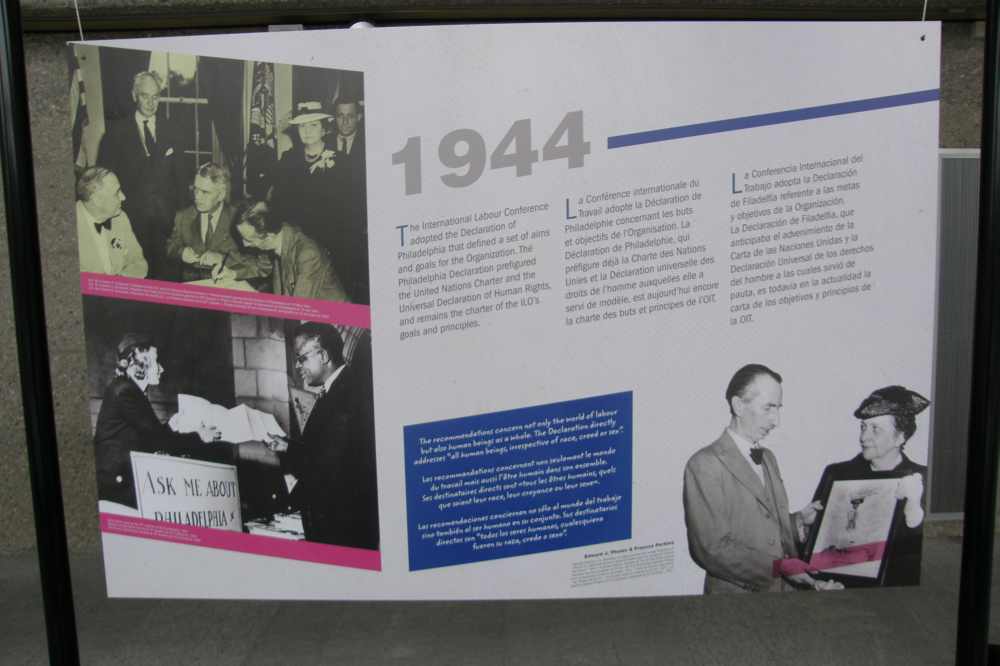 1944
The International Labour Conference
adopted the Declaration of
Philadelphia that defined a set of aims
and goals for the Organization. The
Philadelphia Declaration prefigured
the United Nations Charter and the
Universal Declaration of Human Rights,
and remains the charter of the ILO's
goals and principles.
La Conférence internationale du
Travail adopte la Déclaration de
Philadelphie concernant les buts
et objectifs de l'Organisation. La
Déclaration de Philadelphie, qui
préfigure déjà la Charte des Nations
Unies et la Déclaration universelle des
droits de l'homme auxquelles elle a
servi de modèle, est aujourd'hui encore
la charte des buts et principes de l'OIT.
La Conferencia Internacional del
Trabajo adopta la Declaración
de Filadelfia referente a las metas
y objetivos de la Organización.
La Declaración de Filadelfia, que
anticipaba el advenimiento de la
Carta de las Naciones Unidas y la
Declaración Universal de los derechos
del hombre a las cuales sirvió de
pauta, es todavía en la actualidad la
carta de los objetivos y principios de
la OIT.
ASK ME ABOUT
PHILADELPHIA
The recommendations concern not only the world of labour
but also human beings as a whole. The Declaration directly
addresses "all human beings, irrespective of race, creed or sex".
Les recommandations concernent non seulement le monde
du travail mais aussi l'être humain dans son ensemble.
Ses destinataires directs sont «tous les êtres humains, quels
que soient leur race, leur croyance ou leur sexe».
Las recomendaciones conciernen no sólo al mundo del trabajo
sino también al ser humano en su conjunto. Sus destinatarios
directos son "todos los seres humanos, cualesquiera
fueren su raza, credo o sexo".
Edward J. Phelan & Frances Perkins